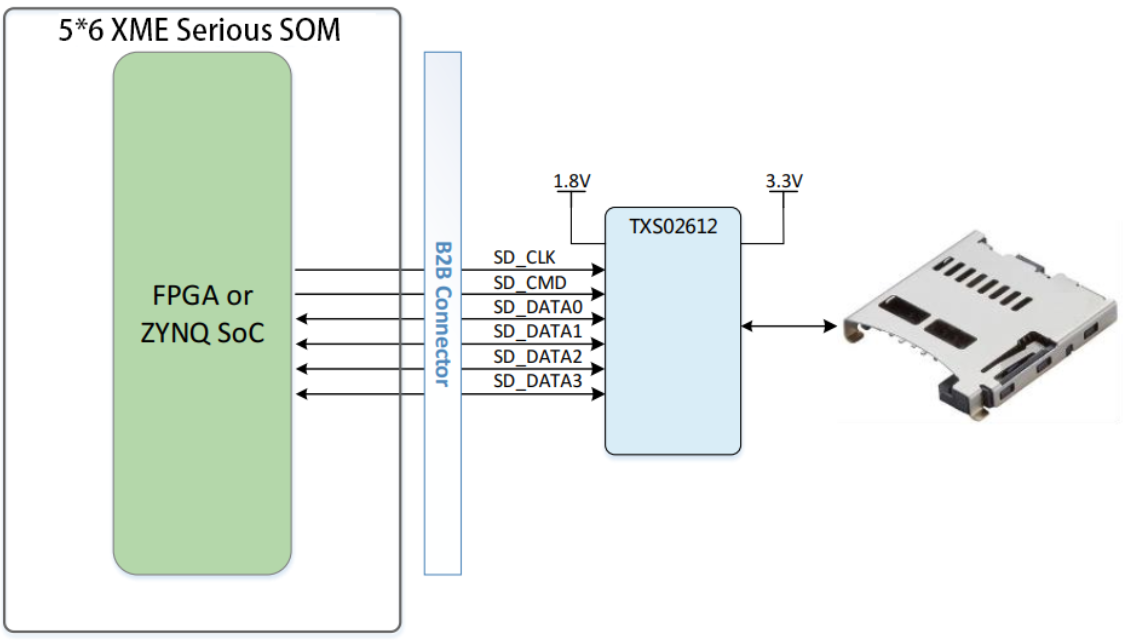 5*6 XME Serious SOM
FPGA or
ZYNQ SoC
B2B Connector
SD_CLK
SD_CMD
SD_DATA0
SD_DATA1
SD_DATA2
SD_DATA3
1.8V
3.3V
TXS02612